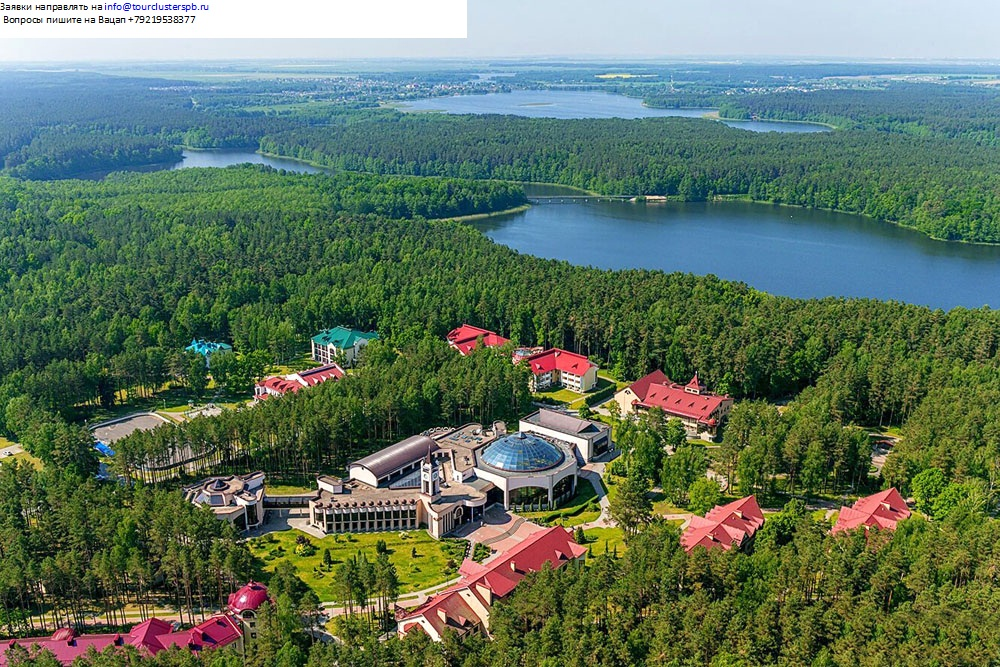 Заявки направлять на info@tourclusterspb.ru
Вопросы пишите на Вацап +79219538377